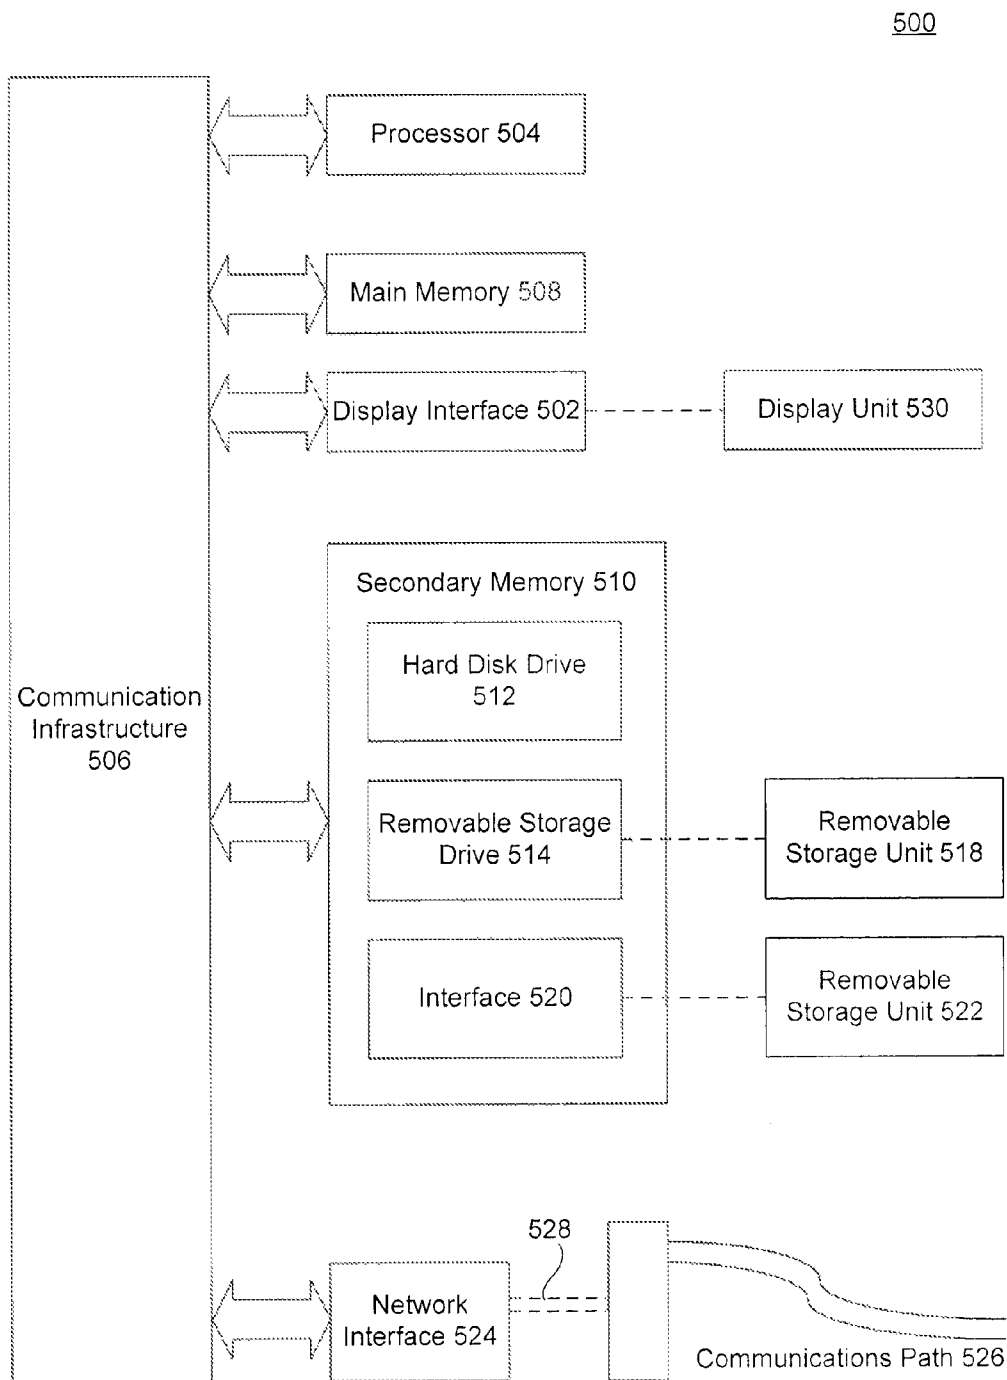 500
Processor 504
Main Memory 508
Display Interface 502
Display Unit 530
Secondary Memory 510
Hard Disk Drive
512
Communication
Infrastructure
506
Removable Storage
Drive 514
Removable
Storage Unit 518
Interface 520
Removable
Storage Unit 522
528
Network
Interface 524
Communications Path 526